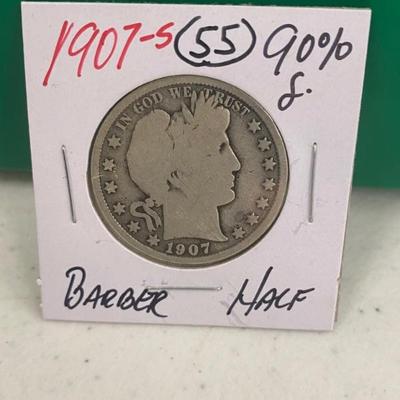 1907-S (55) 90%
S.
IN GOD WE TRUST
1907
BARBER HALF